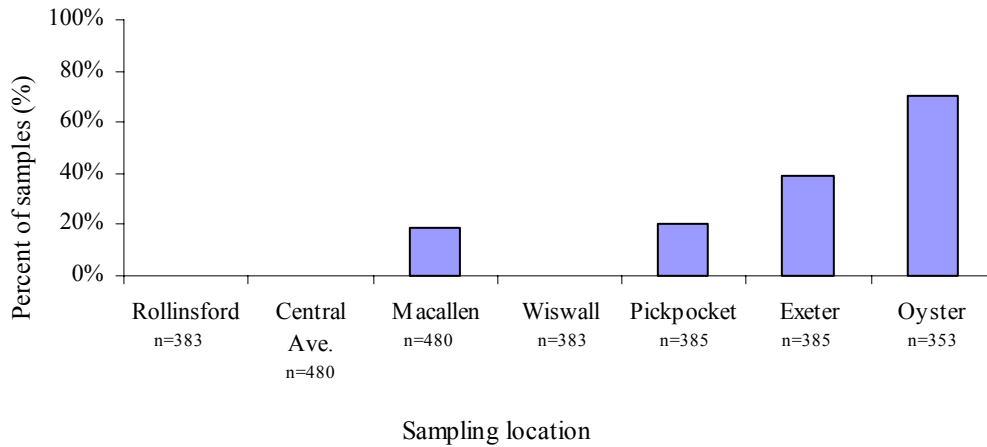 Percent of samples (%)
100%
80%
60%
40%
20%
0%
Rollinsford
n=383
Central
Ave.
n=480
Macallen
n=480
Wiswall
n=383
Pickpocket
n=385
Exeter
n=385
Oyster
n=353
Sampling location